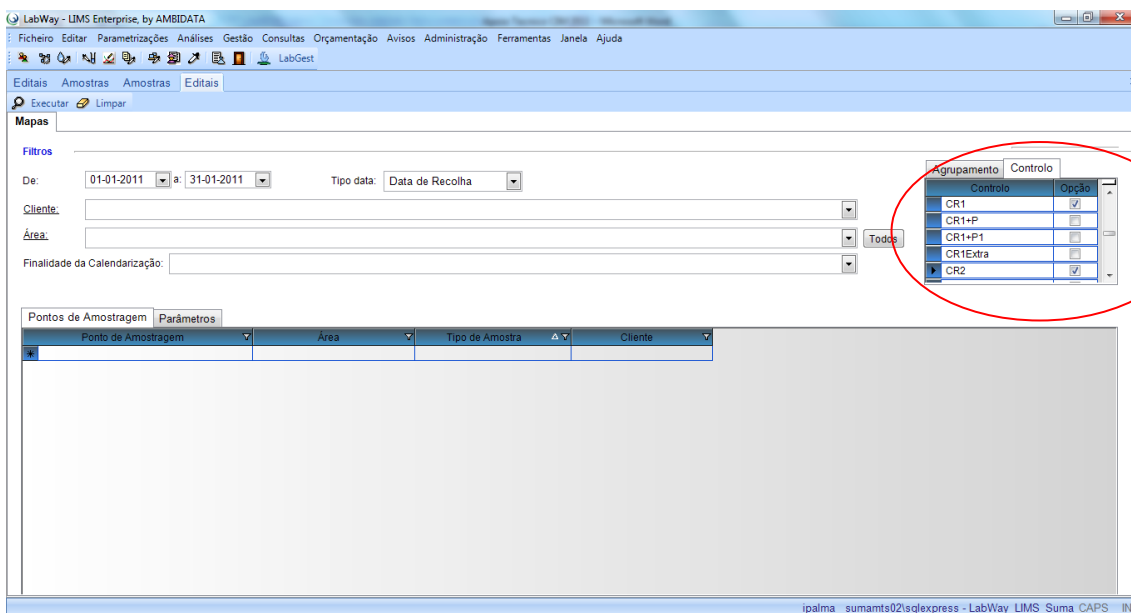 LabWay - LIMS Enterprise, by AMBIDATA
Ficheiro Editar Parametrizações Análises Gestão Consultas Orçamentação Avisos Administração Ferramentas Janela Ajuda
LabGest
Editais Amostras Amostras Editais
Executar Limpar
Mapas
Filtros
De: 01-01-2011 a: 31-01-2011 Tipo data: Data de Recolha
Cliente:
Área: Todos
Finalidade da Calendarização:
Agrupamento Controlo
Controlo Opção
CR1
CR1+P
CR1+P1
CR1Extra
CR2
Pontos de Amostragem Parâmetros
Ponto de Amostragem Área Tipo de Amostra Cliente
ipalma sumamts02\sqlexpress - LabWay_LIMS_Suma CAPS IN